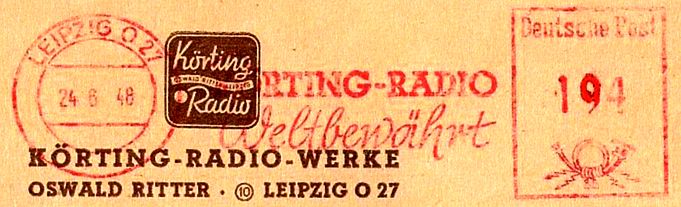 LEIPZIG O 27
24.6.48
Körting
OSWALD RITTER LEIPZIG
Radio
KÖRTING-RADIO
Weltbewährt
Deutsche Post
194
KÖRTING-RADIO-WERKE
OSWALD RITTER · ⑩ LEIPZIG O 27